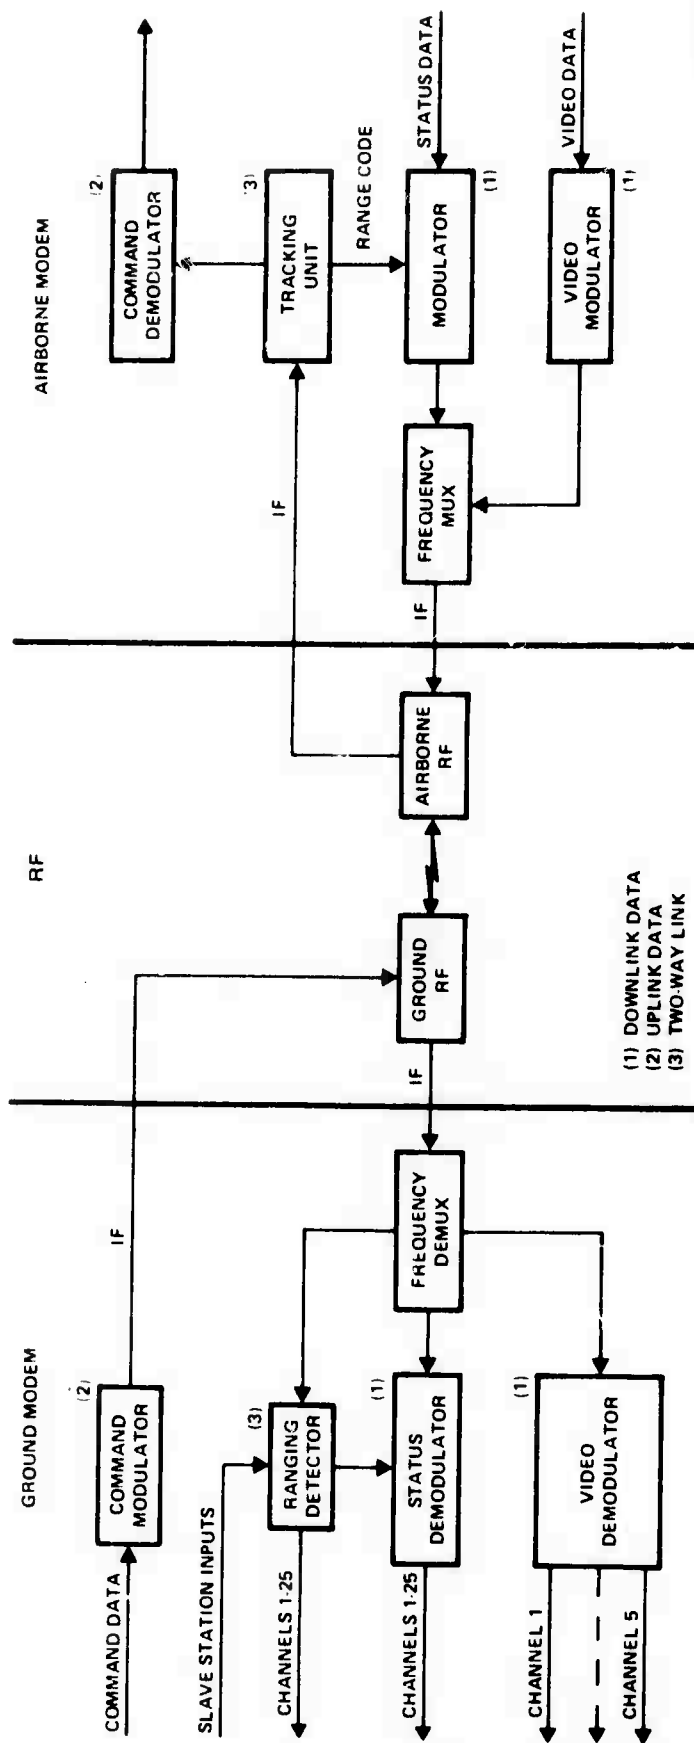 GROUND MODEM
RF
AIRBORNE MODEM
COMMAND DATA
(2)
COMMAND
MODULATOR
IF
(2)
COMMAND
DEMODULATOR
SLAVE STATION INPUTS
(3)
RANGING
DETECTOR
CHANNELS 1-25
IF
(3)
TRACKING
UNIT
RANGE CODE
(1)
STATUS
DEMODULATOR
CHANNELS 1-25
FREQUENCY
DEMUX
IF
GROUND
RF
AIRBORNE
RF
IF
FREQUENCY
MUX
MODULATOR
(1)
STATUS DATA
(1)
VIDEO
DEMODULATOR
CHANNEL 1
CHANNEL 5
VIDEO
MODULATOR
(1)
VIDEO DATA
(1) DOWNLINK DATA
(2) UPLINK DATA
(3) TWO-WAY LINK